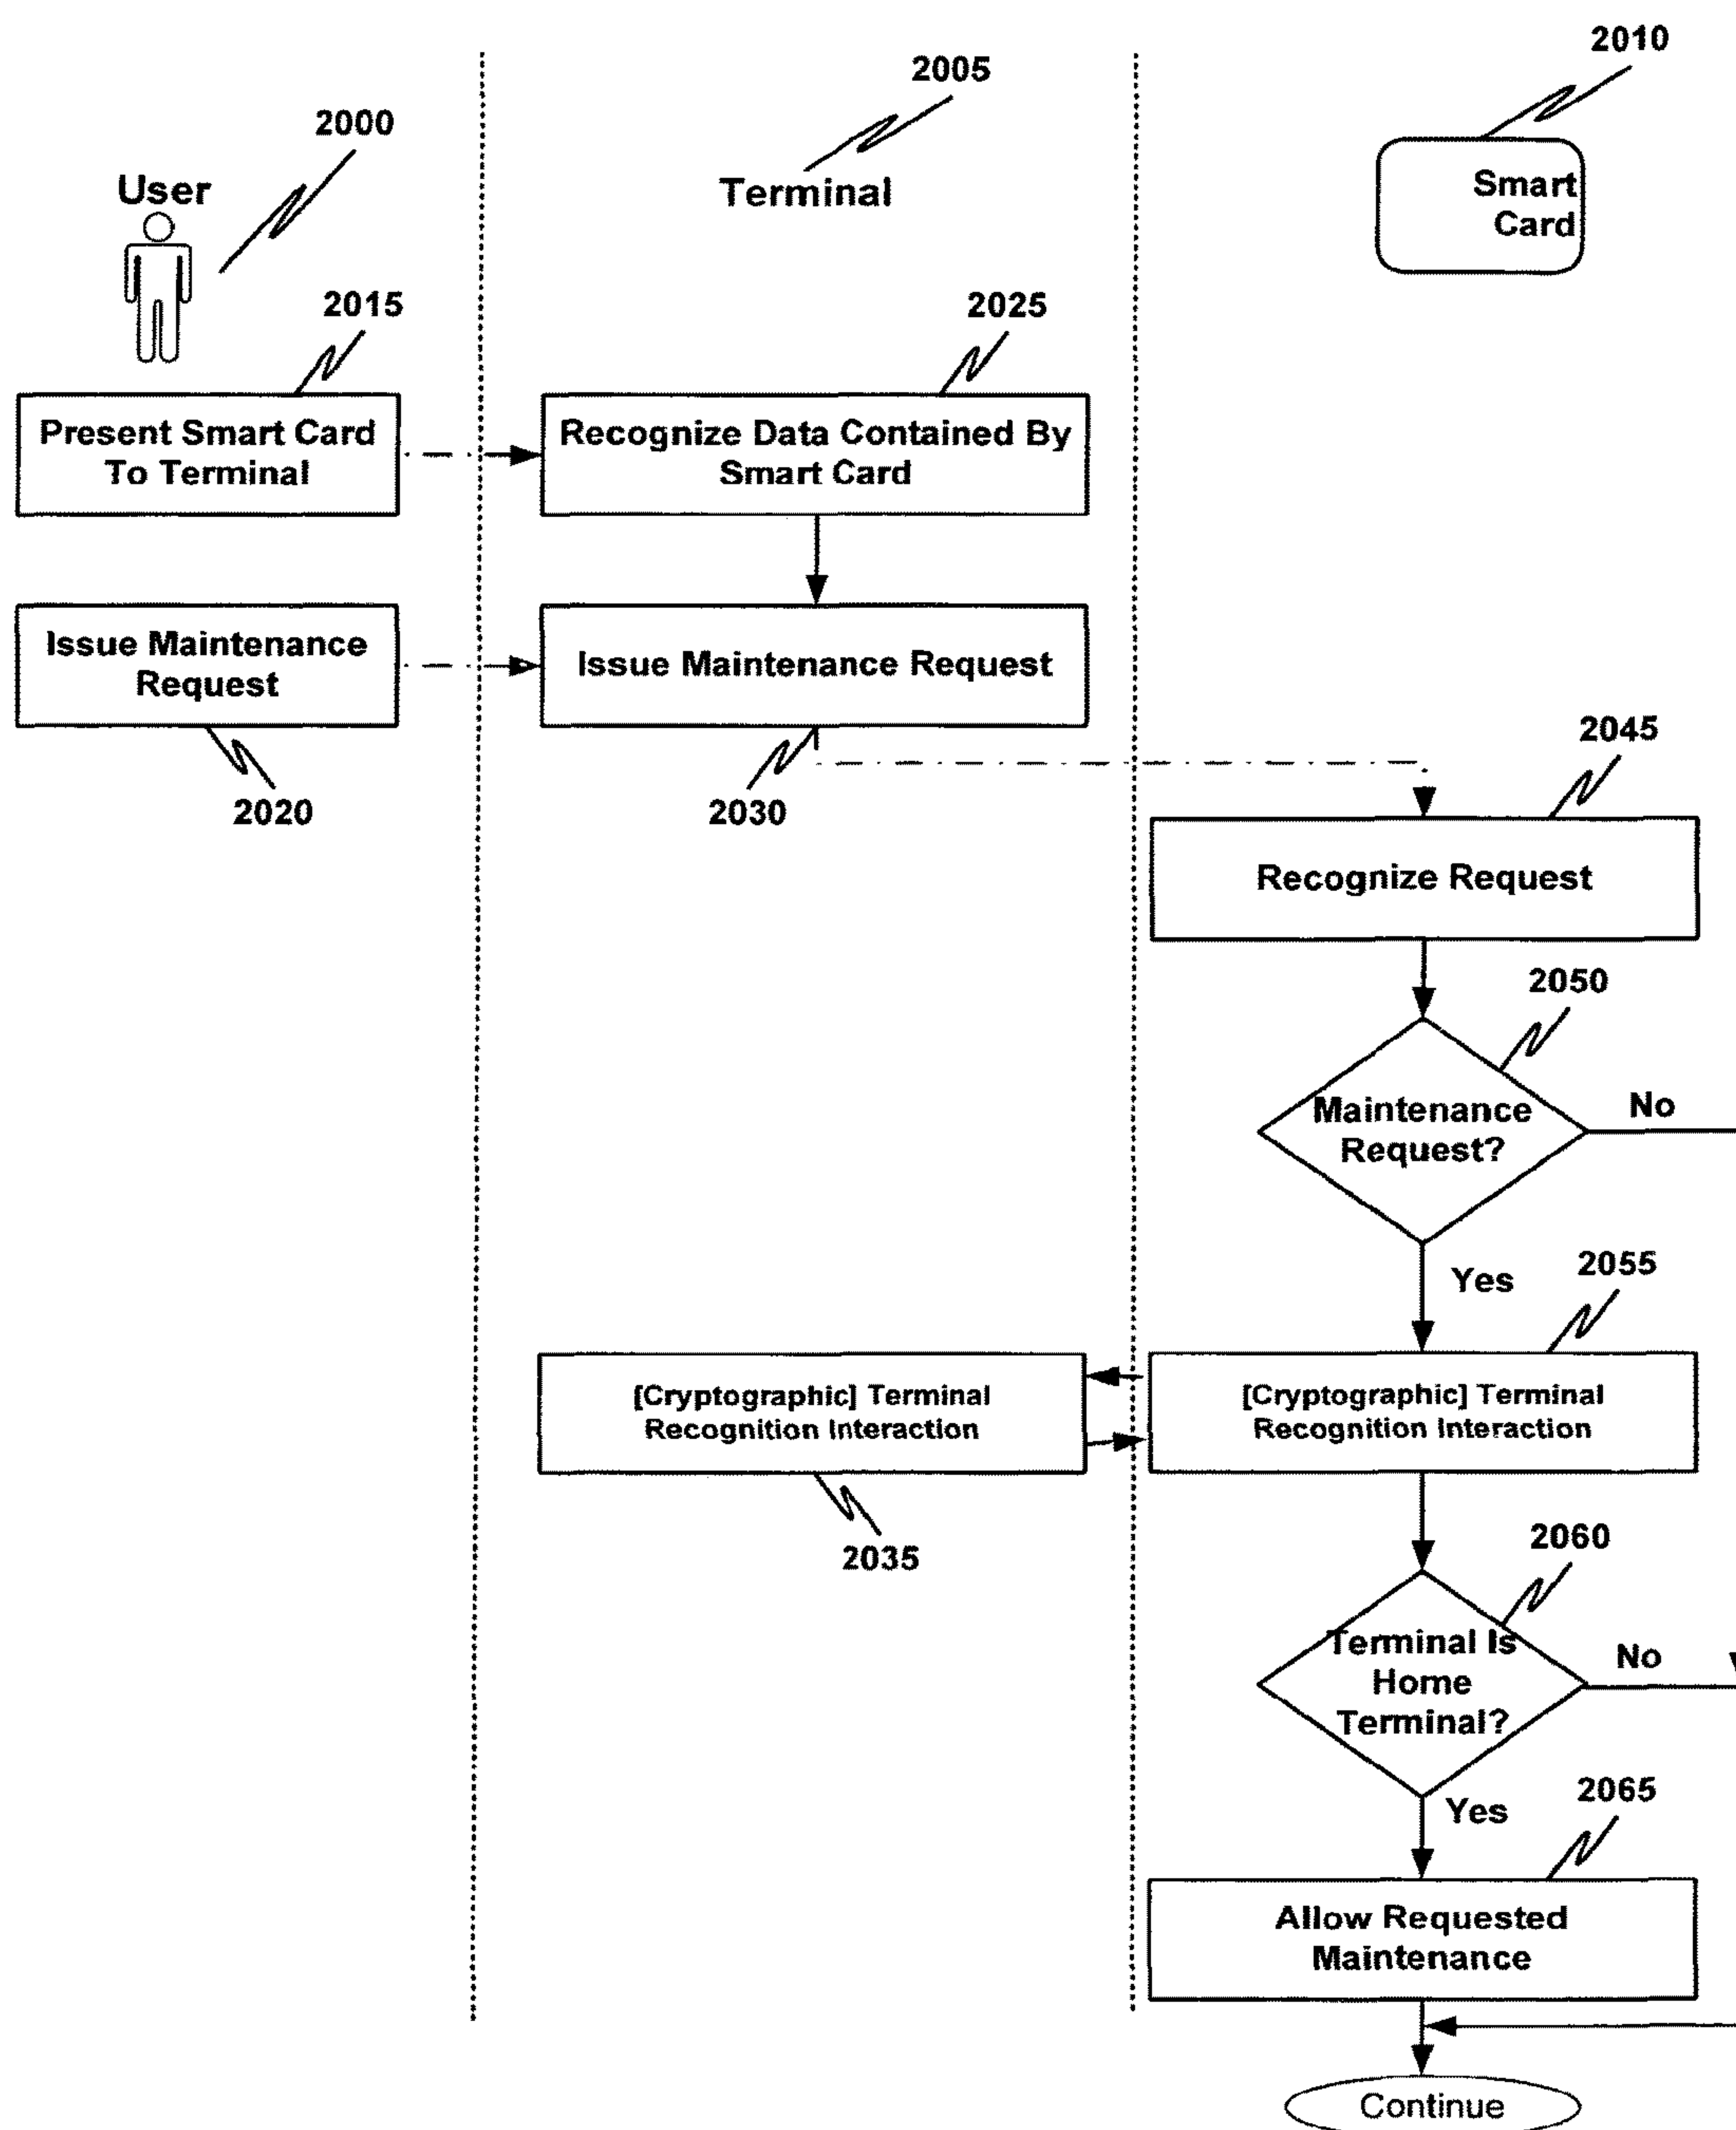 2010
2005
2000
User
Terminal
Smart
Card
2015
2025
Present Smart Card
To Terminal
Recognize Data Contained By
Smart Card
Issue Maintenance
Request
Issue Maintenance Request
2020
2030
2045
Recognize Request
2050
Maintenance
Request?
No
Yes
2055
[Cryptographic] Terminal
Recognition Interaction
[Cryptographic] Terminal
Recognition Interaction
2035
2060
Terminal Is
Home
Terminal?
No
Yes
2065
Allow Requested
Maintenance
Continue